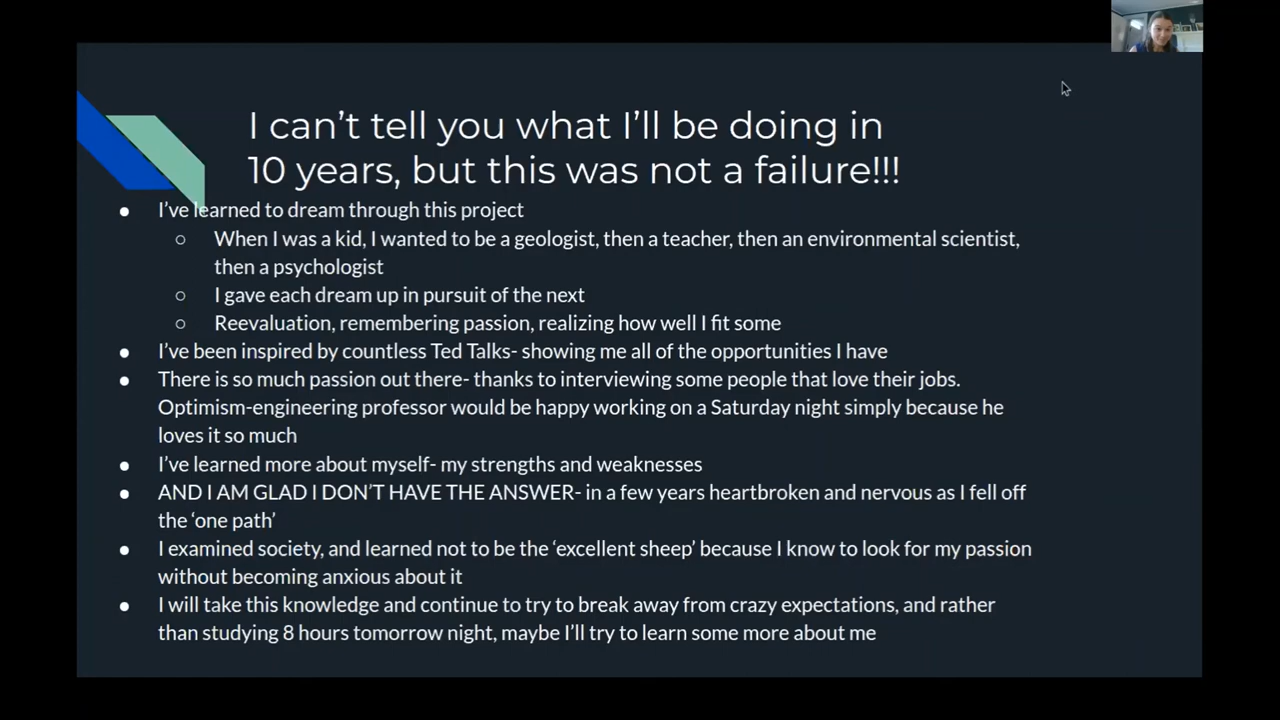 I can't tell you what I'll be doing in
10 years, but this was not a failure!!!
● I've learned to dream through this project
○ When I was a kid, I wanted to be a geologist, then a teacher, then an environmental scientist,
then a psychologist
○ I gave each dream up in pursuit of the next
○ Reevaluation, remembering passion, realizing how well I fit some
● I've been inspired by countless Ted Talks- showing me all of the opportunities I have
● There is so much passion out there- thanks to interviewing some people that love their jobs.
Optimism-engineering professor would be happy working on a Saturday night simply because he
loves it so much
● I've learned more about myself- my strengths and weaknesses
● AND I AM GLAD I DON'T HAVE THE ANSWER- in a few years heartbroken and nervous as I fell off
the 'one path'
● I examined society, and learned not to be the 'excellent sheep' because I know to look for my passion
without becoming anxious about it
● I will take this knowledge and continue to try to break away from crazy expectations, and rather
than studying 8 hours tomorrow night, maybe I'll try to learn some more about me